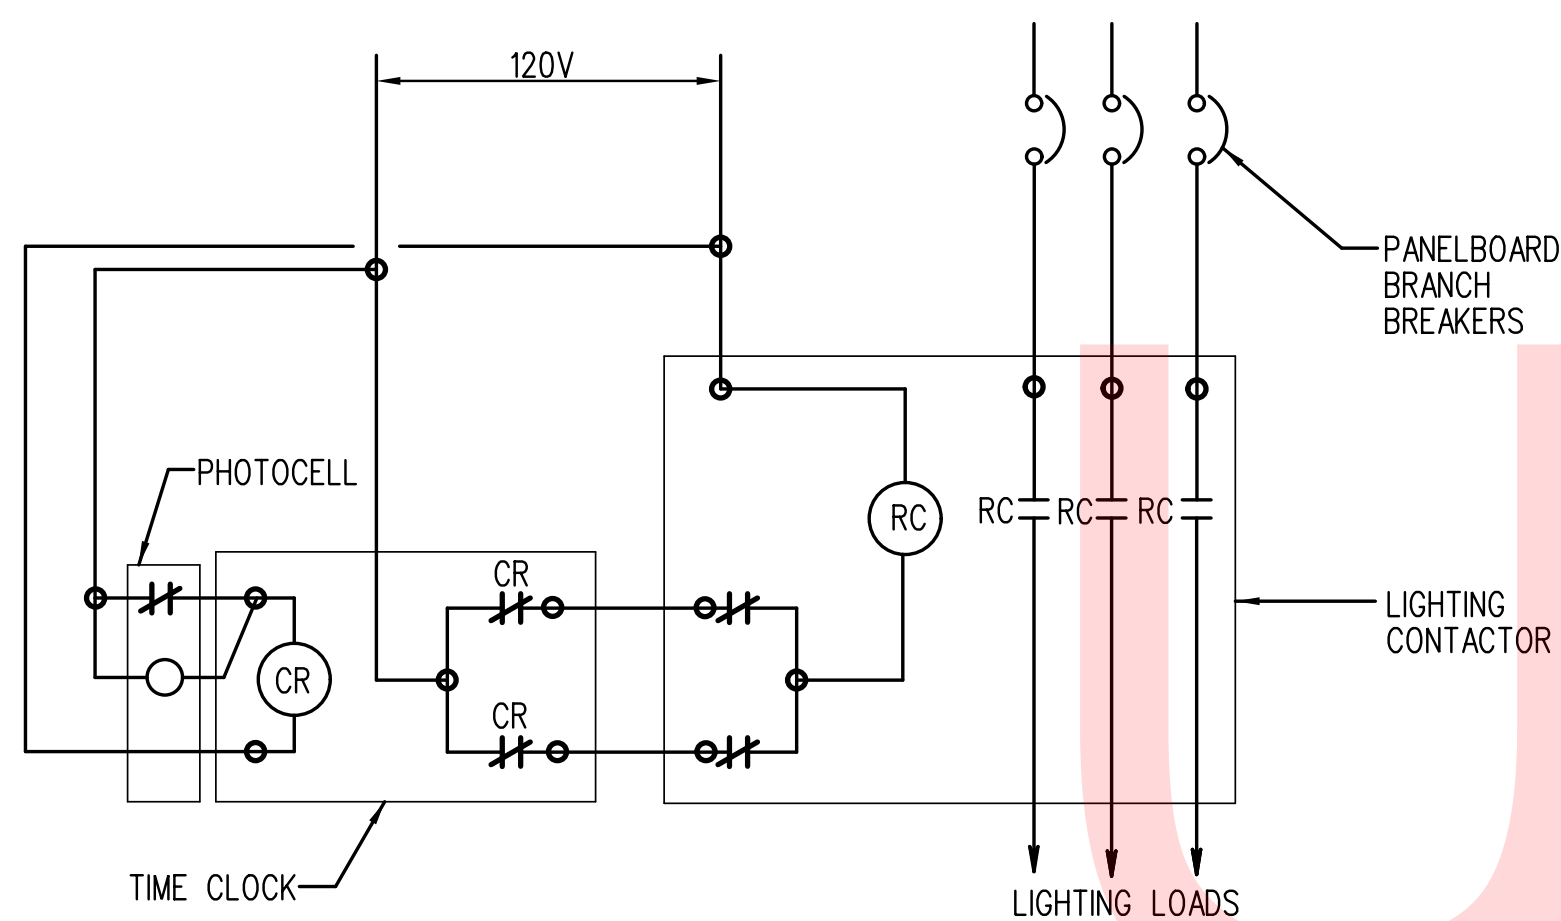 120V
PANELBOARD
BRANCH
BREAKERS
PHOTOCELL
RC
RC
RC
RC
CR
LIGHTING
CONTACTOR
CR
CR
TIME CLOCK
LIGHTING LOADS